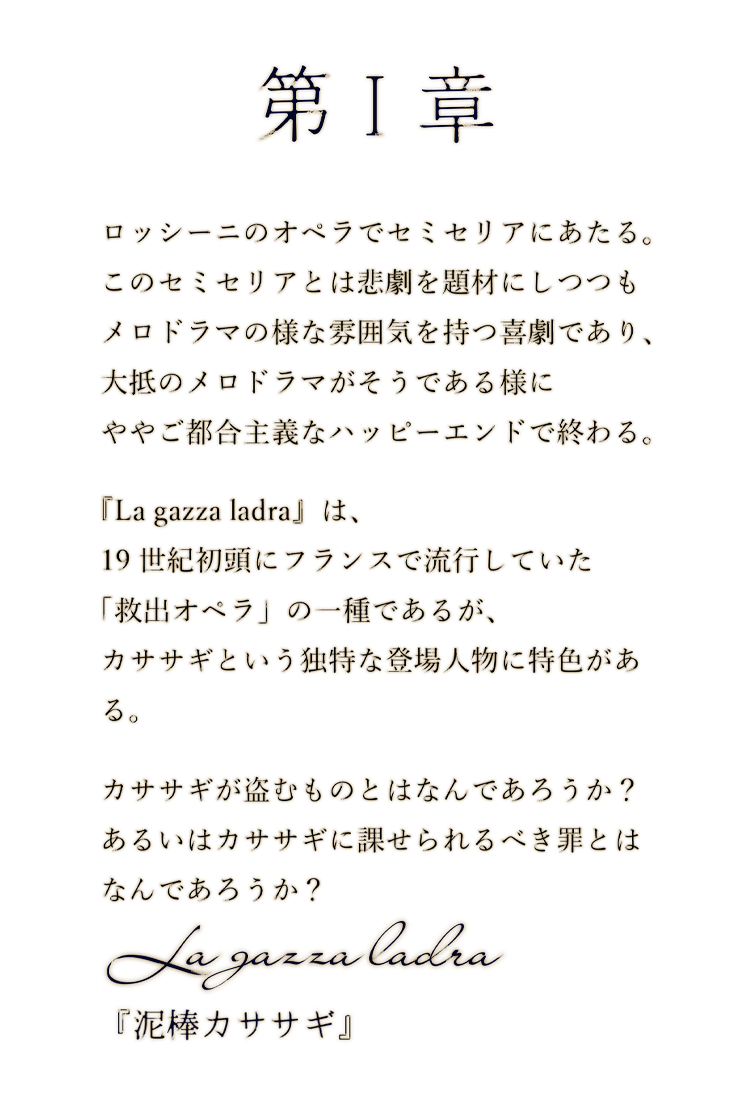 第Ⅰ章
ロッシーニのオペラでセミセリアにあたる。
このセミセリアとは悲劇を題材にしつつも
メロドラマの様な雰囲気を持つ喜劇であり、
大抵のメロドラマがそうである様に
ややご都合主義なハッピーエンドで終わる。
『La gazza ladra』は、
19 世紀初頭にフランスで流行していた
「救出オペラ」の一種であるが、
カササギという独特な登場人物に特色があ
る。
カササギが盗むものとはなんであろうか？
あるいはカササギに課せられるべき罪とは
なんであろうか？
La gazza ladra
『泥棒カササギ』